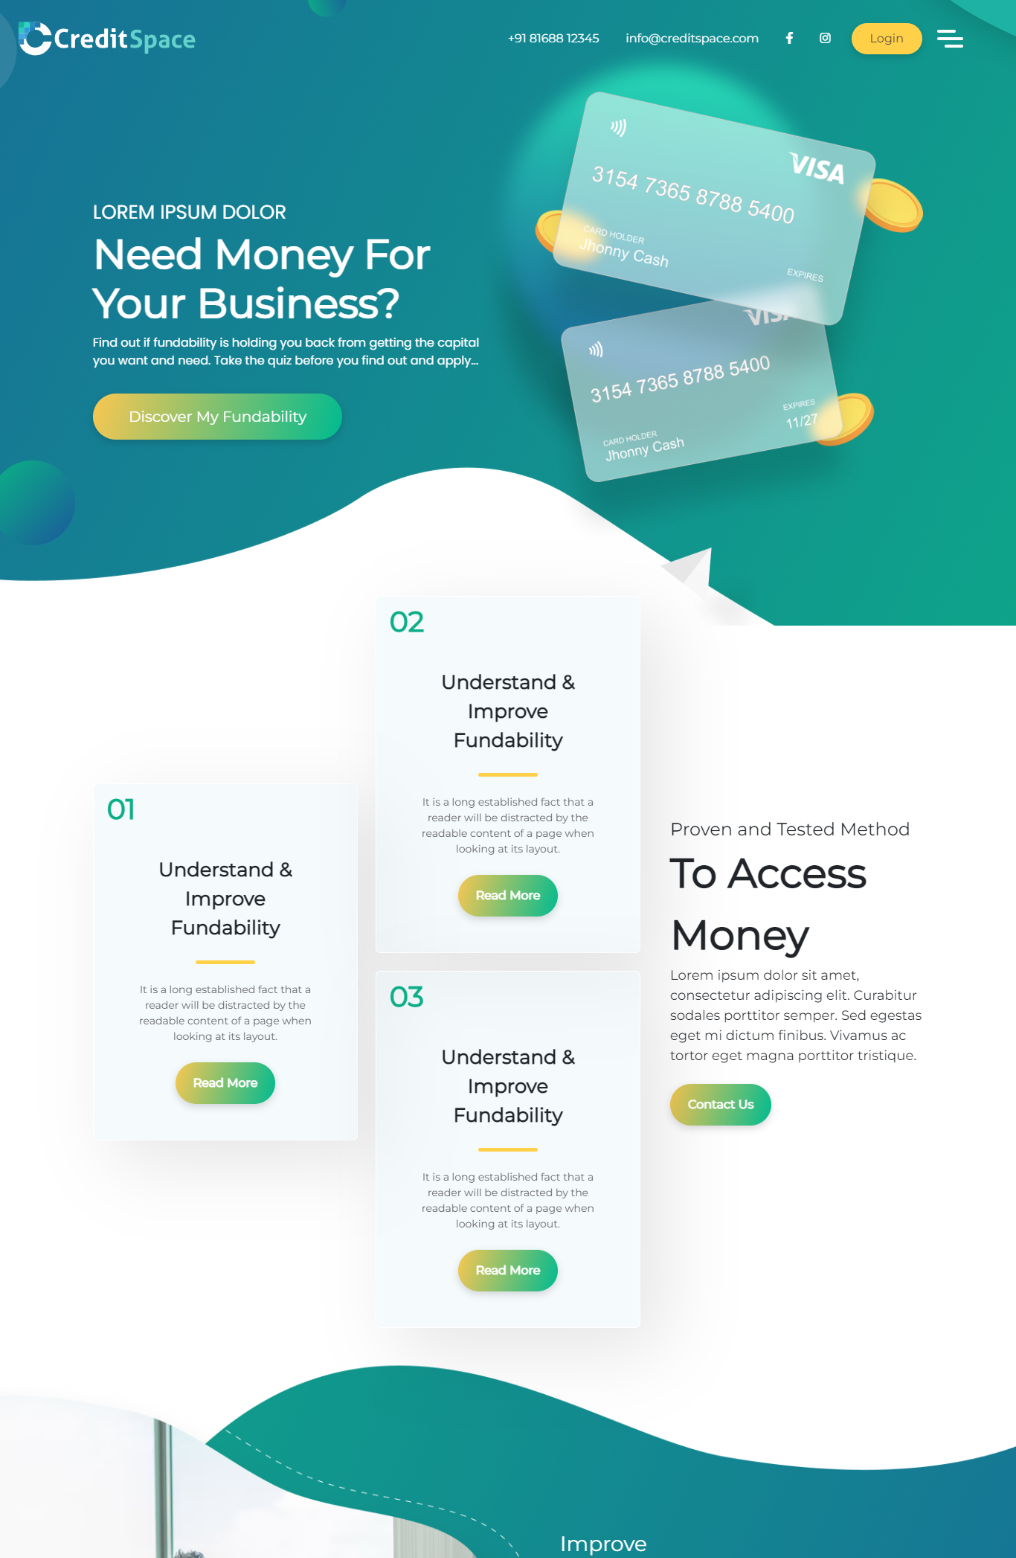 CreditSpace
+91 81688 12345
info@creditspace.com
Login
LOREM IPSUM DOLOR
Need Money For
Your Business?
Find out if fundability is holding you back from getting the capital
you want and need. Take the quiz before you find out and apply...
Discover My Fundability
VISA
3154 7365 8788 5400
CARD HOLDER
Jhonny Cash
EXPIRES
VISA
3154 7365 8788 5400
EXPIRES
11/27
CARD HOLDER
Jhonny Cash
01
Understand &
Improve
Fundability
It is a long established fact that a
reader will be distracted by the
readable content of a page when
looking at its layout.
Read More
02
Understand &
Improve
Fundability
It is a long established fact that a
reader will be distracted by the
readable content of a page when
looking at its layout.
Read More
03
Understand &
Improve
Fundability
It is a long established fact that a
reader will be distracted by the
readable content of a page when
looking at its layout.
Read More
Proven and Tested Method
To Access
Money
Lorem ipsum dolor sit amet,
consectetur adipiscing elit. Curabitur
sodales porttitor semper. Sed egestas
eget mi dictum finibus. Vivamus ac
tortor eget magna porttitor tristique.
Contact Us
Improve